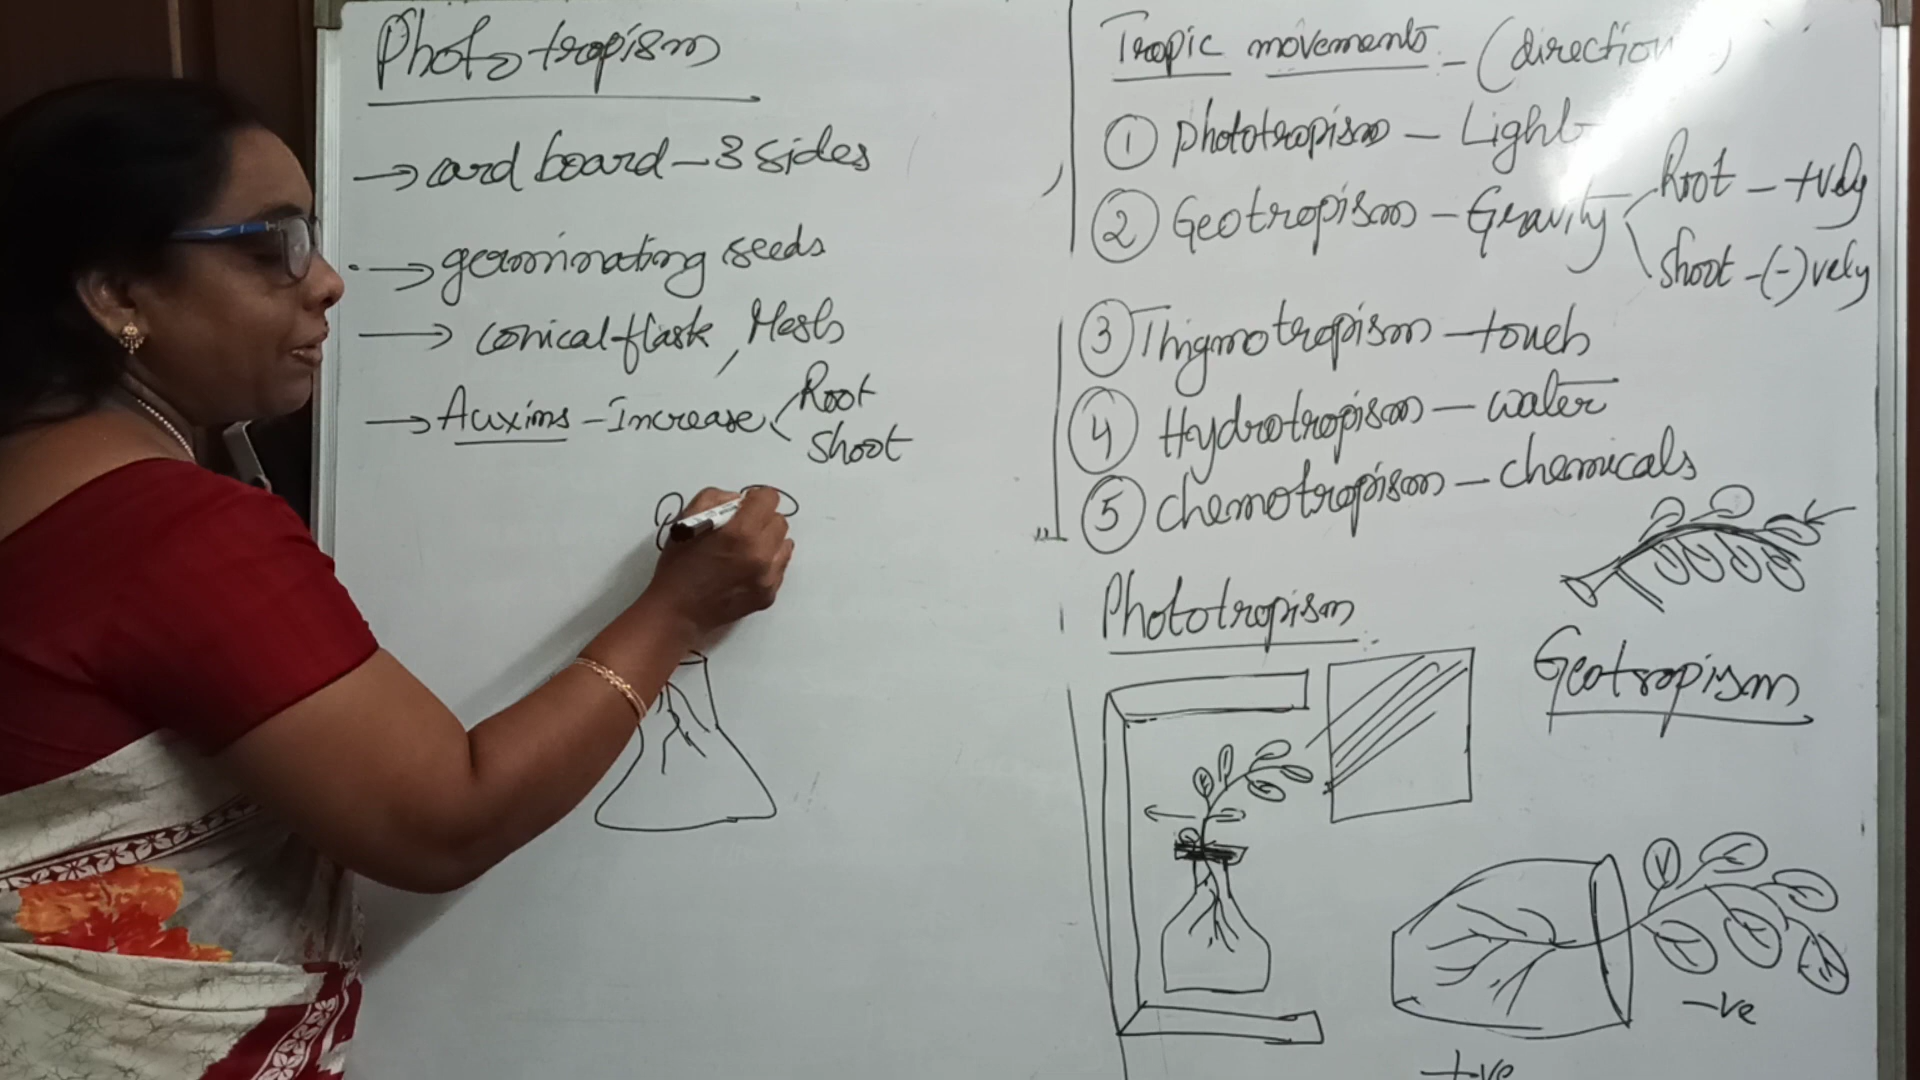 Phototropism
→ card board - 3 sides
→ germinating seeds
→ conical flask, Mesh
→ Auxins - Increase Root
Shoot
Tropic movements - (direction)
① Phototropism - Light
② Geotropism - Gravity Root - +vely
Shoot - (-)vely
③ Thigmotropism - touch
④ Hydrotropism - water
⑤ chemotropism - chemicals
Phototropism
Geotropism
-ve
+ve